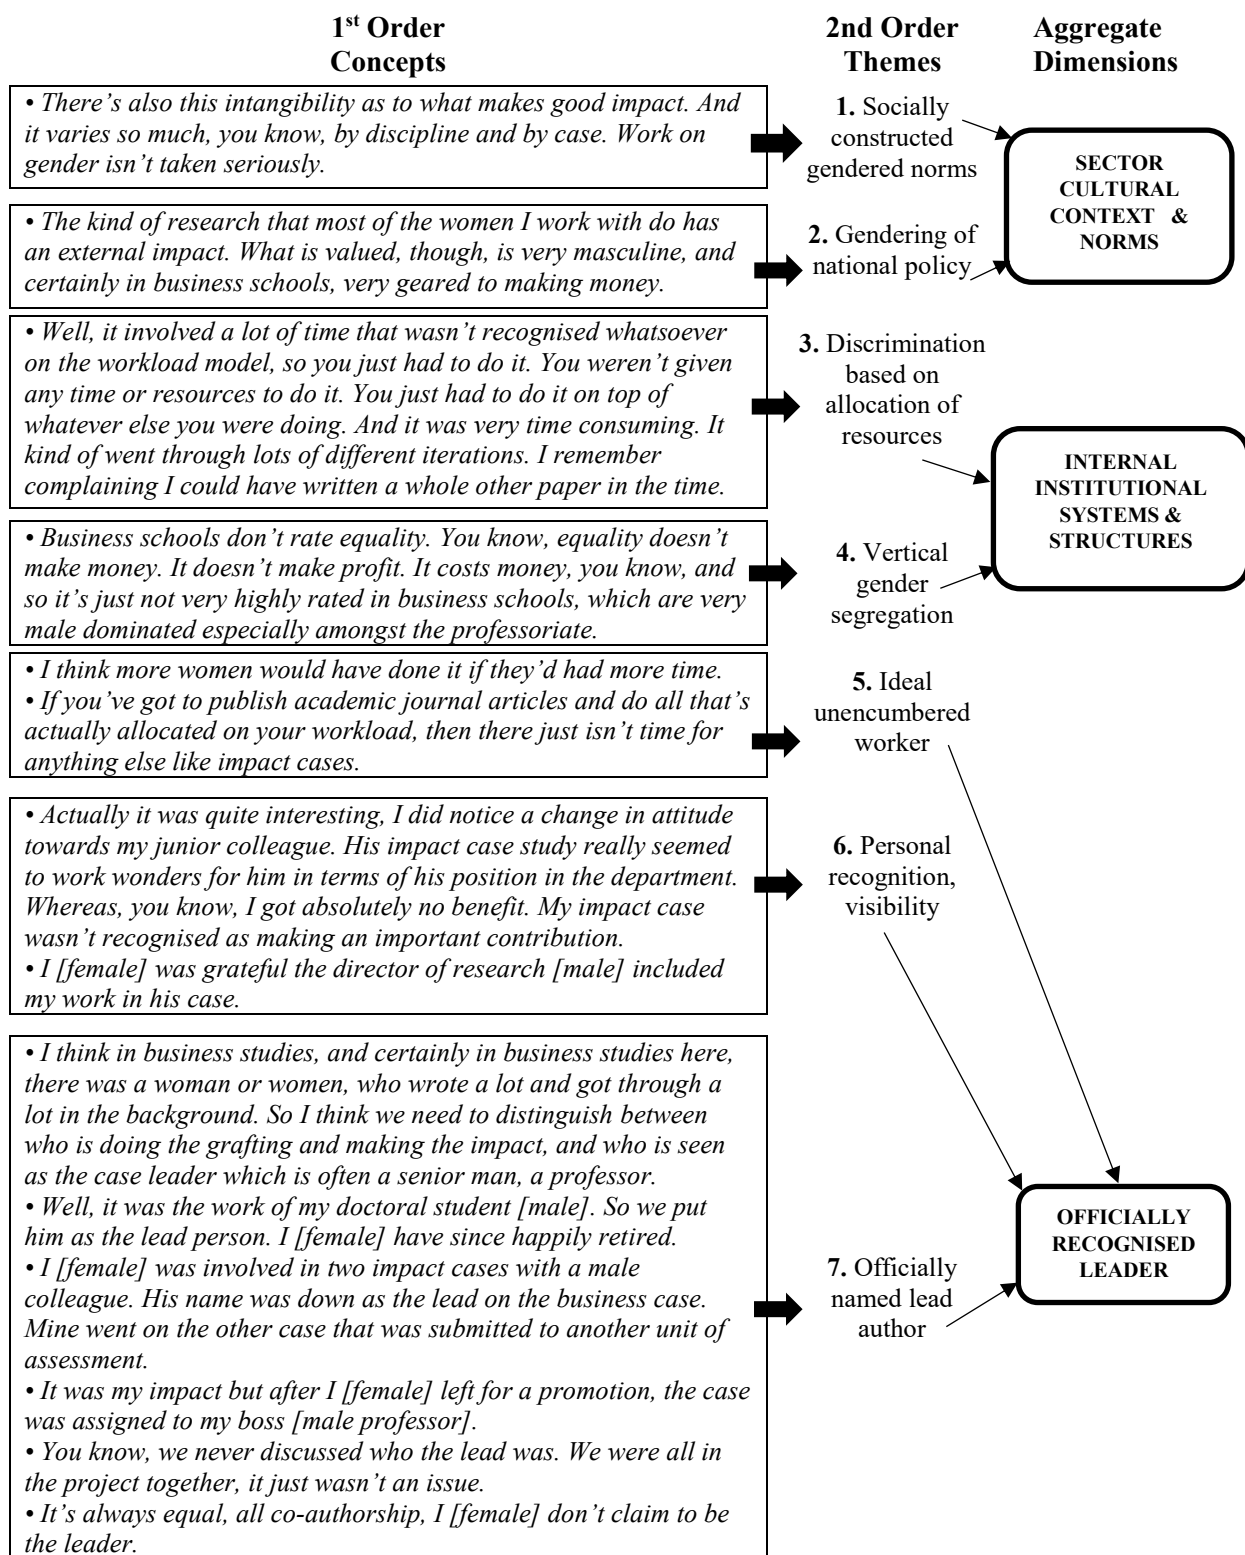 1st Order
Concepts
2nd Order
Themes
Aggregate
Dimensions
• There’s also this intangibility as to what makes good impact. And
it varies so much, you know, by discipline and by case. Work on
gender isn’t taken seriously.
1. Socially
constructed
gendered norms
• The kind of research that most of the women I work with do has
an external impact. What is valued, though, is very masculine, and
certainly in business schools, very geared to making money.
2. Gendering of
national policy
SECTOR
CULTURAL
CONTEXT &
NORMS
• Well, it involved a lot of time that wasn’t recognised whatsoever
on the workload model, so you just had to do it. You weren’t given
any time or resources to do it. You just had to do it on top of
whatever else you were doing. And it was very time consuming. It
kind of went through lots of different iterations. I remember
complaining I could have written a whole other paper in the time.
3. Discrimination
based on
allocation of
resources
• Business schools don’t rate equality. You know, equality doesn’t
make money. It doesn’t make profit. It costs money, you know, and
so it’s just not very highly rated in business schools, which are very
male dominated especially amongst the professoriate.
4. Vertical
gender
segregation
INTERNAL
INSTITUTIONAL
SYSTEMS &
STRUCTURES
• I think more women would have done it if they’d had more time.
• If you’ve got to publish academic journal articles and do all that’s
actually allocated on your workload, then there just isn’t time for
anything else like impact cases.
5. Ideal
unencumbered
worker
• Actually it was quite interesting, I did notice a change in attitude
towards my junior colleague. His impact case study really seemed
to work wonders for him in terms of his position in the department.
Whereas, you know, I got absolutely no benefit. My impact case
wasn’t recognised as making an important contribution.
• I [female] was grateful the director of research [male] included
my work in his case.
6. Personal
recognition,
visibility
• I think in business studies, and certainly in business studies here,
there was a woman or women, who wrote a lot and got through a
lot in the background. So I think we need to distinguish between
who is doing the grafting and making the impact, and who is seen
as the case leader which is often a senior man, a professor.
• Well, it was the work of my doctoral student [male]. So we put
him as the lead person. I [female] have since happily retired.
• I [female] was involved in two impact cases with a male
colleague. His name was down as the lead on the business case.
Mine went on the other case that was submitted to another unit of
assessment.
• It was my impact but after I [female] left for a promotion, the case
was assigned to my boss [male professor].
• You know, we never discussed who the lead was. We were all in
the project together, it just wasn’t an issue.
• It’s always equal, all co-authorship, I [female] don’t claim to be
the leader.
7. Officially
named lead
author
OFFICIALLY
RECOGNISED
LEADER